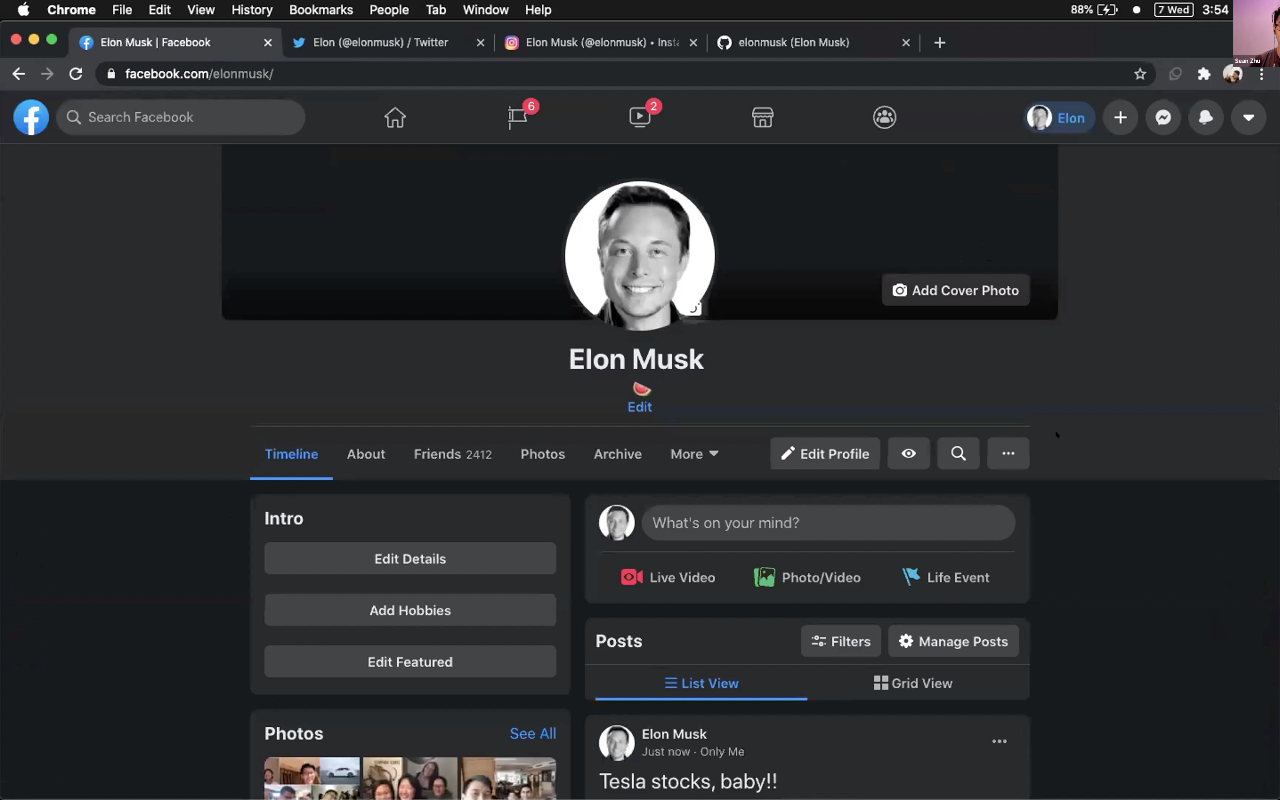 Chrome File Edit View History Bookmarks People Tab Window Help 88% 7 Wed 3:54
Elon Musk | Facebook Elon (@elonmusk) / Twitter Elon Musk (@elonmusk) • Insta elonmusk (Elon Musk)
Sean Zhu
facebook.com/elonmusk/
Search Facebook 6 2 Elon
Add Cover Photo
Elon Musk
Edit
Timeline About Friends 2412 Photos Archive More Edit Profile
Intro
Edit Details
Add Hobbies
Edit Featured
Photos See All
What's on your mind?
Live Video Photo/Video Life Event
Posts Filters Manage Posts
List View Grid View
Elon Musk
Just now · Only Me
Tesla stocks, baby!!